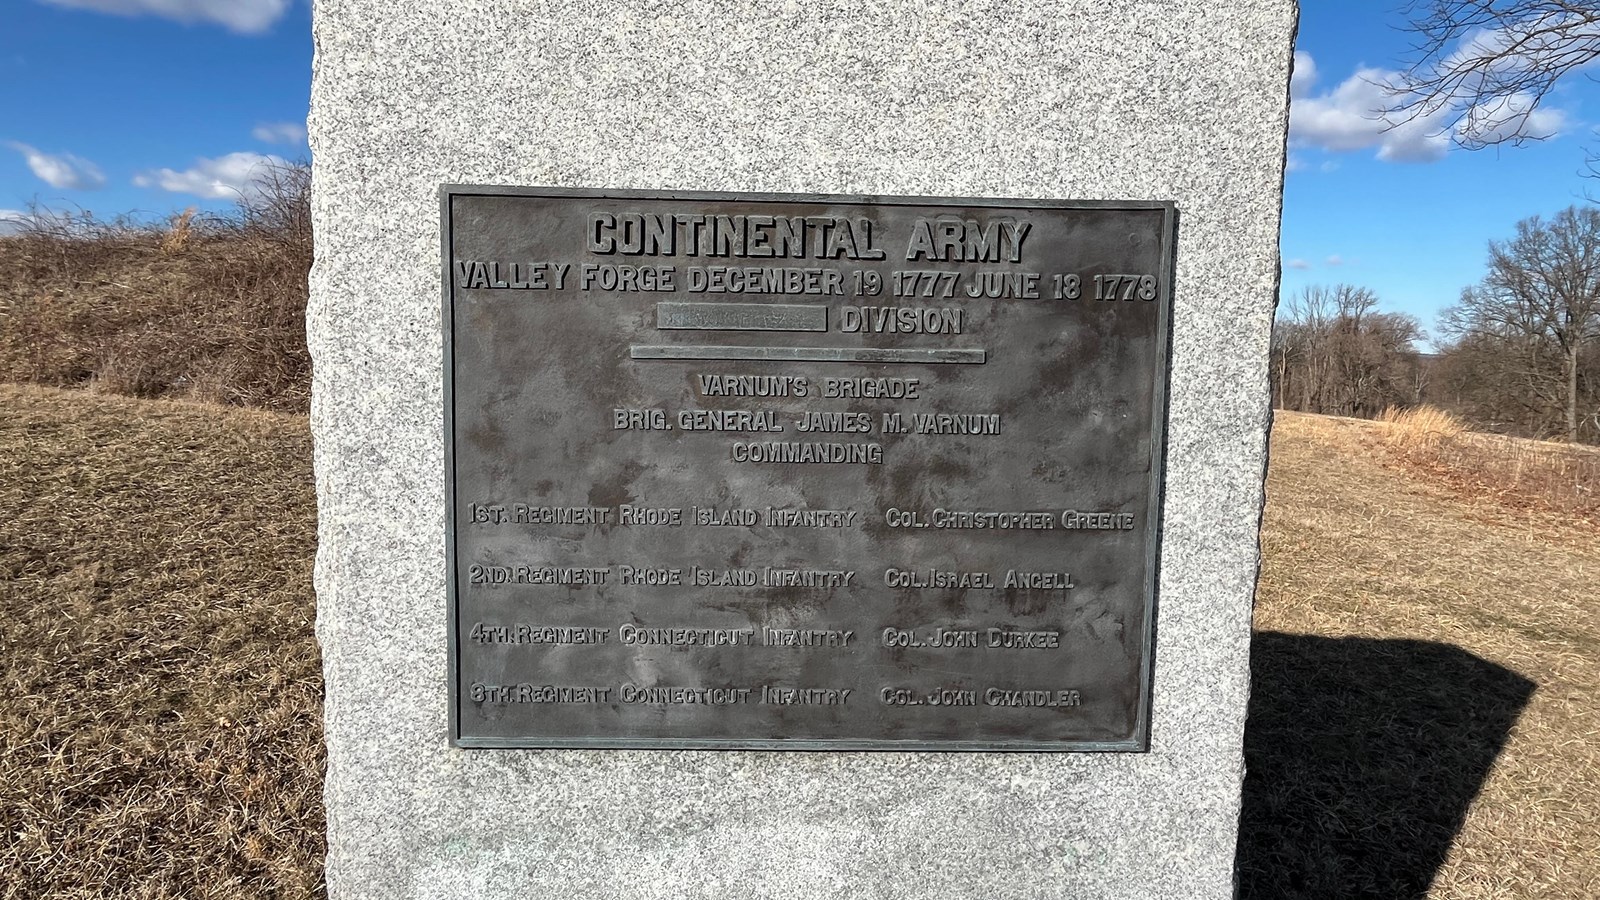 CONTINENTAL ARMY
VALLEY FORGE DECEMBER 19 1777 JUNE 18 1778
DIVISION
VARNUM'S BRIGADE
BRIG. GENERAL JAMES M. VARNUM
COMMANDING
1ST. REGIMENT RHODE ISLAND INFANTRY COL. CHRISTOPHER GREENE
2ND. REGIMENT RHODE ISLAND INFANTRY COL. ISRAEL ANGELL
4TH. REGIMENT CONNECTICUT INFANTRY COL. JOHN DURKEE
8TH. REGIMENT CONNECTICUT INFANTRY COL. JOHN CHANDLER